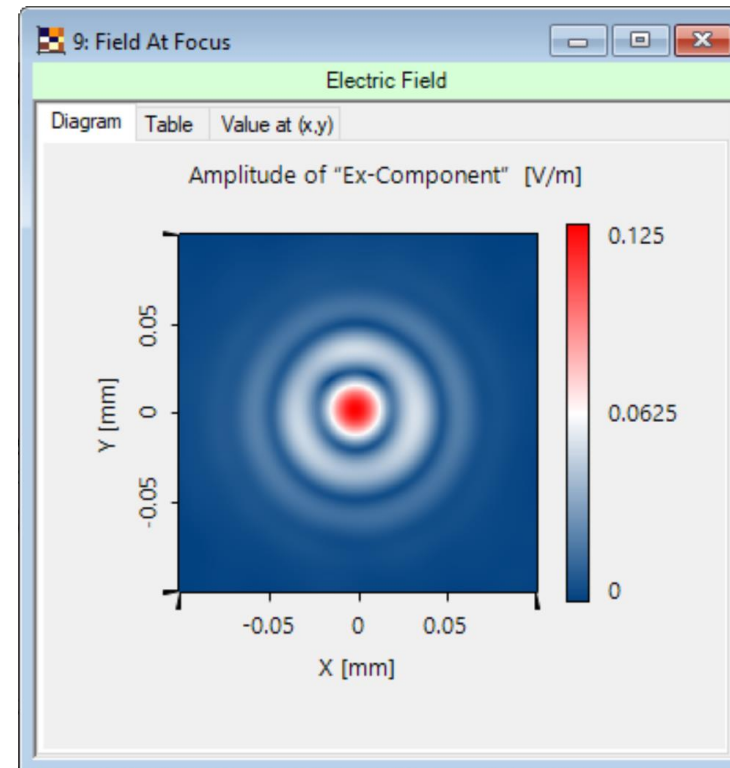 9: Field At Focus
Electric Field
Diagram Table Value at (x,y)
Amplitude of “Ex-Component” [V/m]
0.125
0.0625
0
0.05
0
-0.05
Y [mm]
-0.05 0 0.05
X [mm]